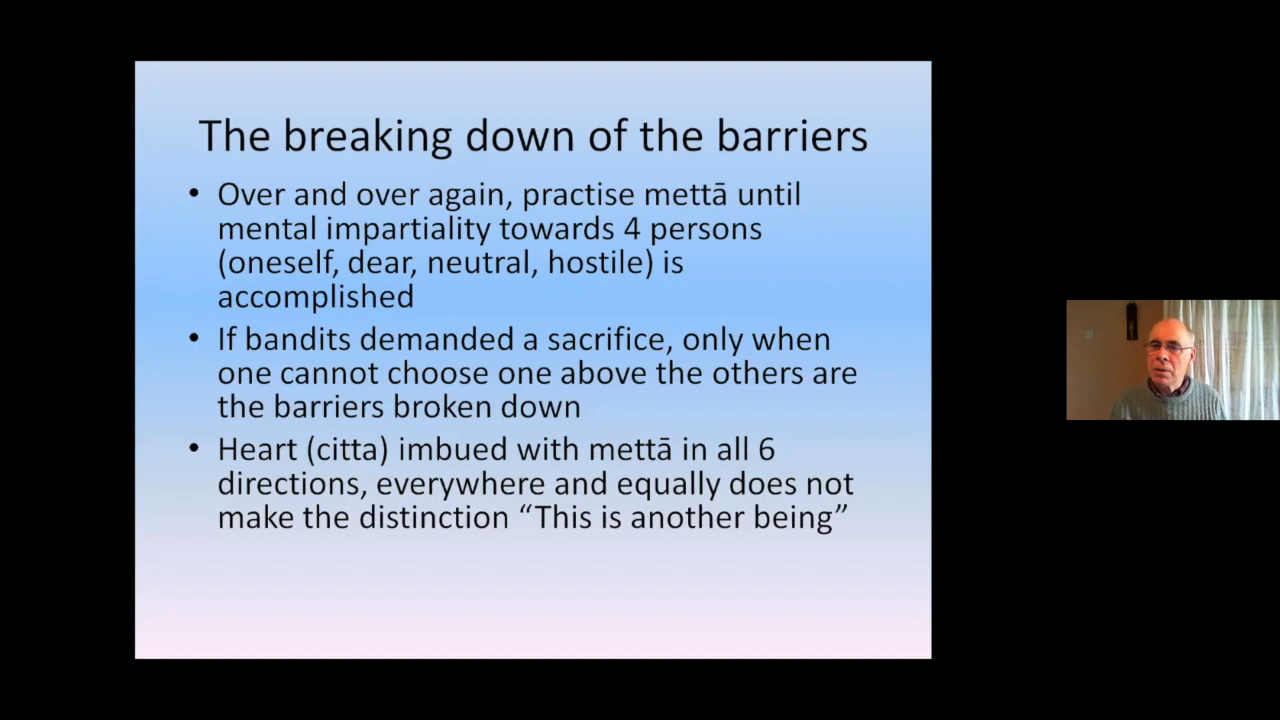 The breaking down of the barriers
• Over and over again, practise mettā until
mental impartiality towards 4 persons
(oneself, dear, neutral, hostile) is
accomplished
• If bandits demanded a sacrifice, only when
one cannot choose one above the others are
the barriers broken down
• Heart (citta) imbued with mettā in all 6
directions, everywhere and equally does not
make the distinction “This is another being”